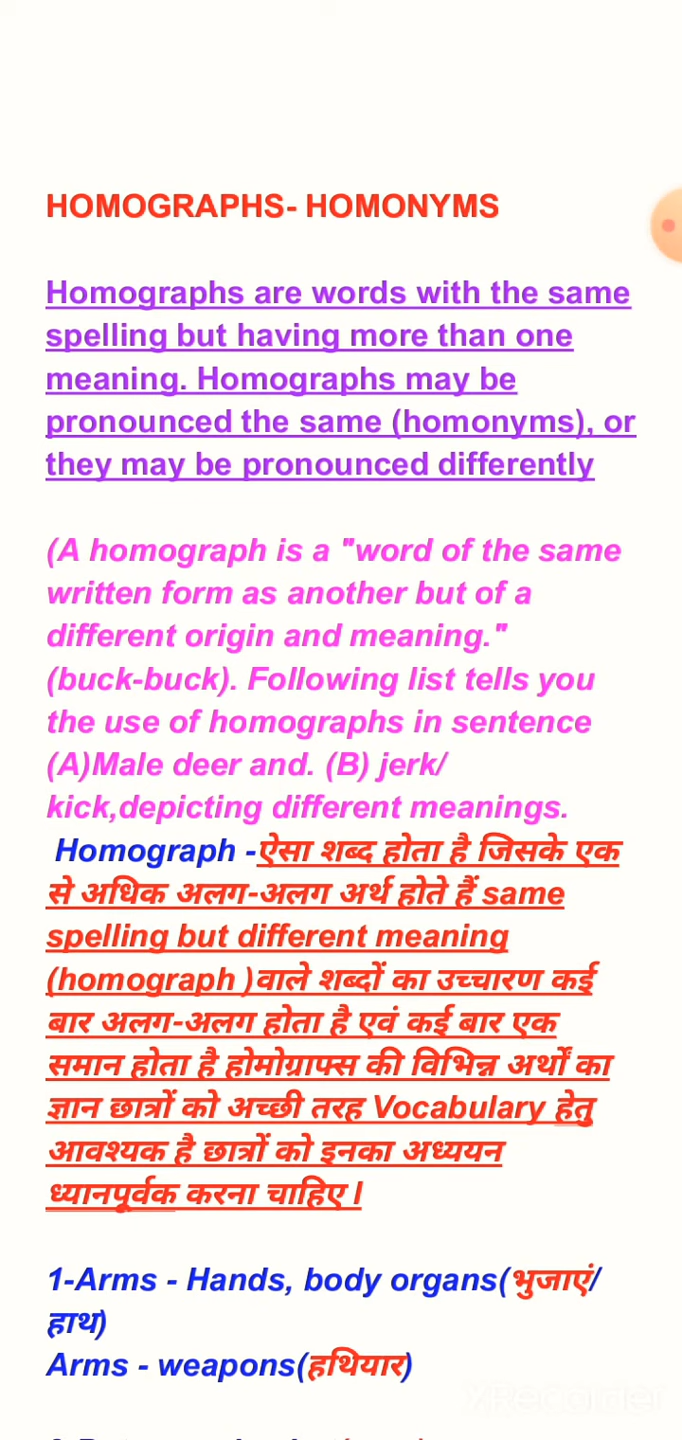 HOMOGRAPHS- HOMONYMS
Homographs are words with the same
spelling but having more than one
meaning. Homographs may be
pronounced the same (homonyms), or
they may be pronounced differently
(A homograph is a "word of the same
written form as another but of a
different origin and meaning."
(buck-buck). Following list tells you
the use of homographs in sentence
(A)Male deer and. (B) jerk/
kick,depicting different meanings.
Homograph -ऐसा शब्द होता है जिसके एक
से अधिक अलग-अलग अर्थ होते हैं same
spelling but different meaning
(homograph )वाले शब्दों का उच्चारण कई
बार अलग-अलग होता है एवं कई बार एक
समान होता है होमोग्राफ्स की विभिन्न अर्थों का
ज्ञान छात्रों को अच्छी तरह Vocabulary हेतु
आवश्यक है छात्रों को इनका अध्ययन
ध्यानपूर्वक करना चाहिए l
1-Arms - Hands, body organs(भुजाएं/
हाथ)
Arms - weapons(हथियार)
XRecorder